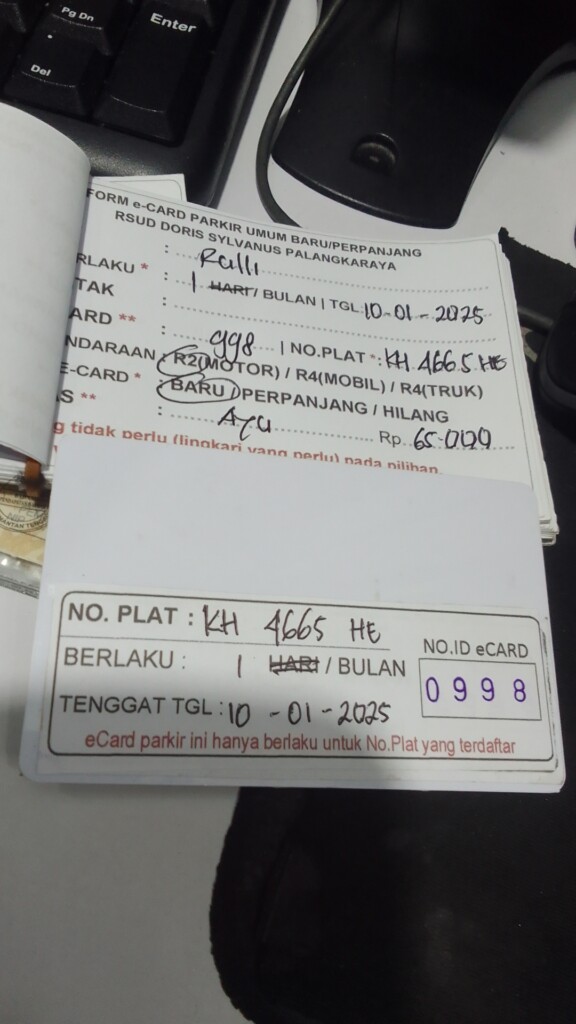 Pg Dn
Enter
Del
FORM e-CARD PARKIR UMUM BARU/PERPANJANG
RSUD DORIS SYLVANUS PALANGKARAYA
: Rulli
RLAKU * : 1 HARI / BULAN | TGL 10-01-2025
TAK :
ARD ** : 998 | NO.PLAT * : KH 4665 HE
NDARAAN : R2(MOTOR) / R4(MOBIL) / R4(TRUK)
E-CARD * : BARU / PERPANJANG / HILANG
S ** : Ayu Rp. 65.000
g tidak perlu (lingkari yang perlu) pada pilihan.
NO. PLAT : KH 4665 HE
BERLAKU : 1 HARI / BULAN
NO.ID eCARD
0998
TENGGAT TGL : 10 - 01 - 2025
eCard parkir ini hanya berlaku untuk No.Plat yang terdaftar